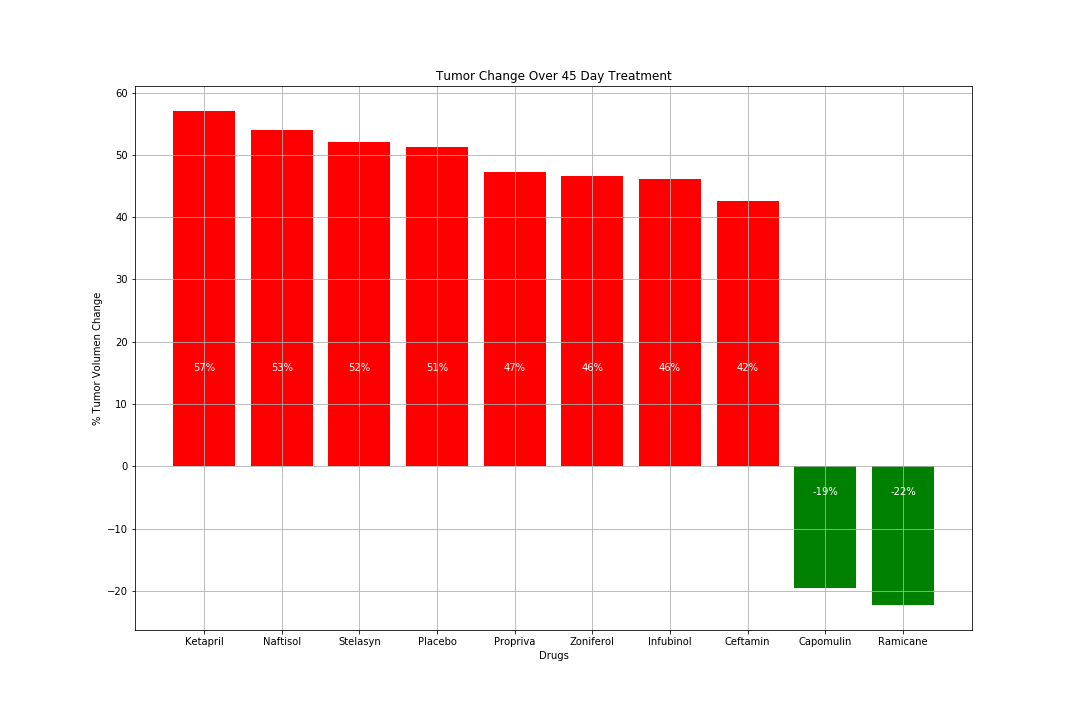 Tumor Change Over 45 Day Treatment
60
50
40
30
20
10
0
−10
−20
% Tumor Volumen Change
57% 53% 52% 51% 47% 46% 46% 42% -19% -22%
Ketapril Naftisol Stelasyn Placebo Propriva Zoniferol Infubinol Ceftamin Capomulin Ramicane
Drugs